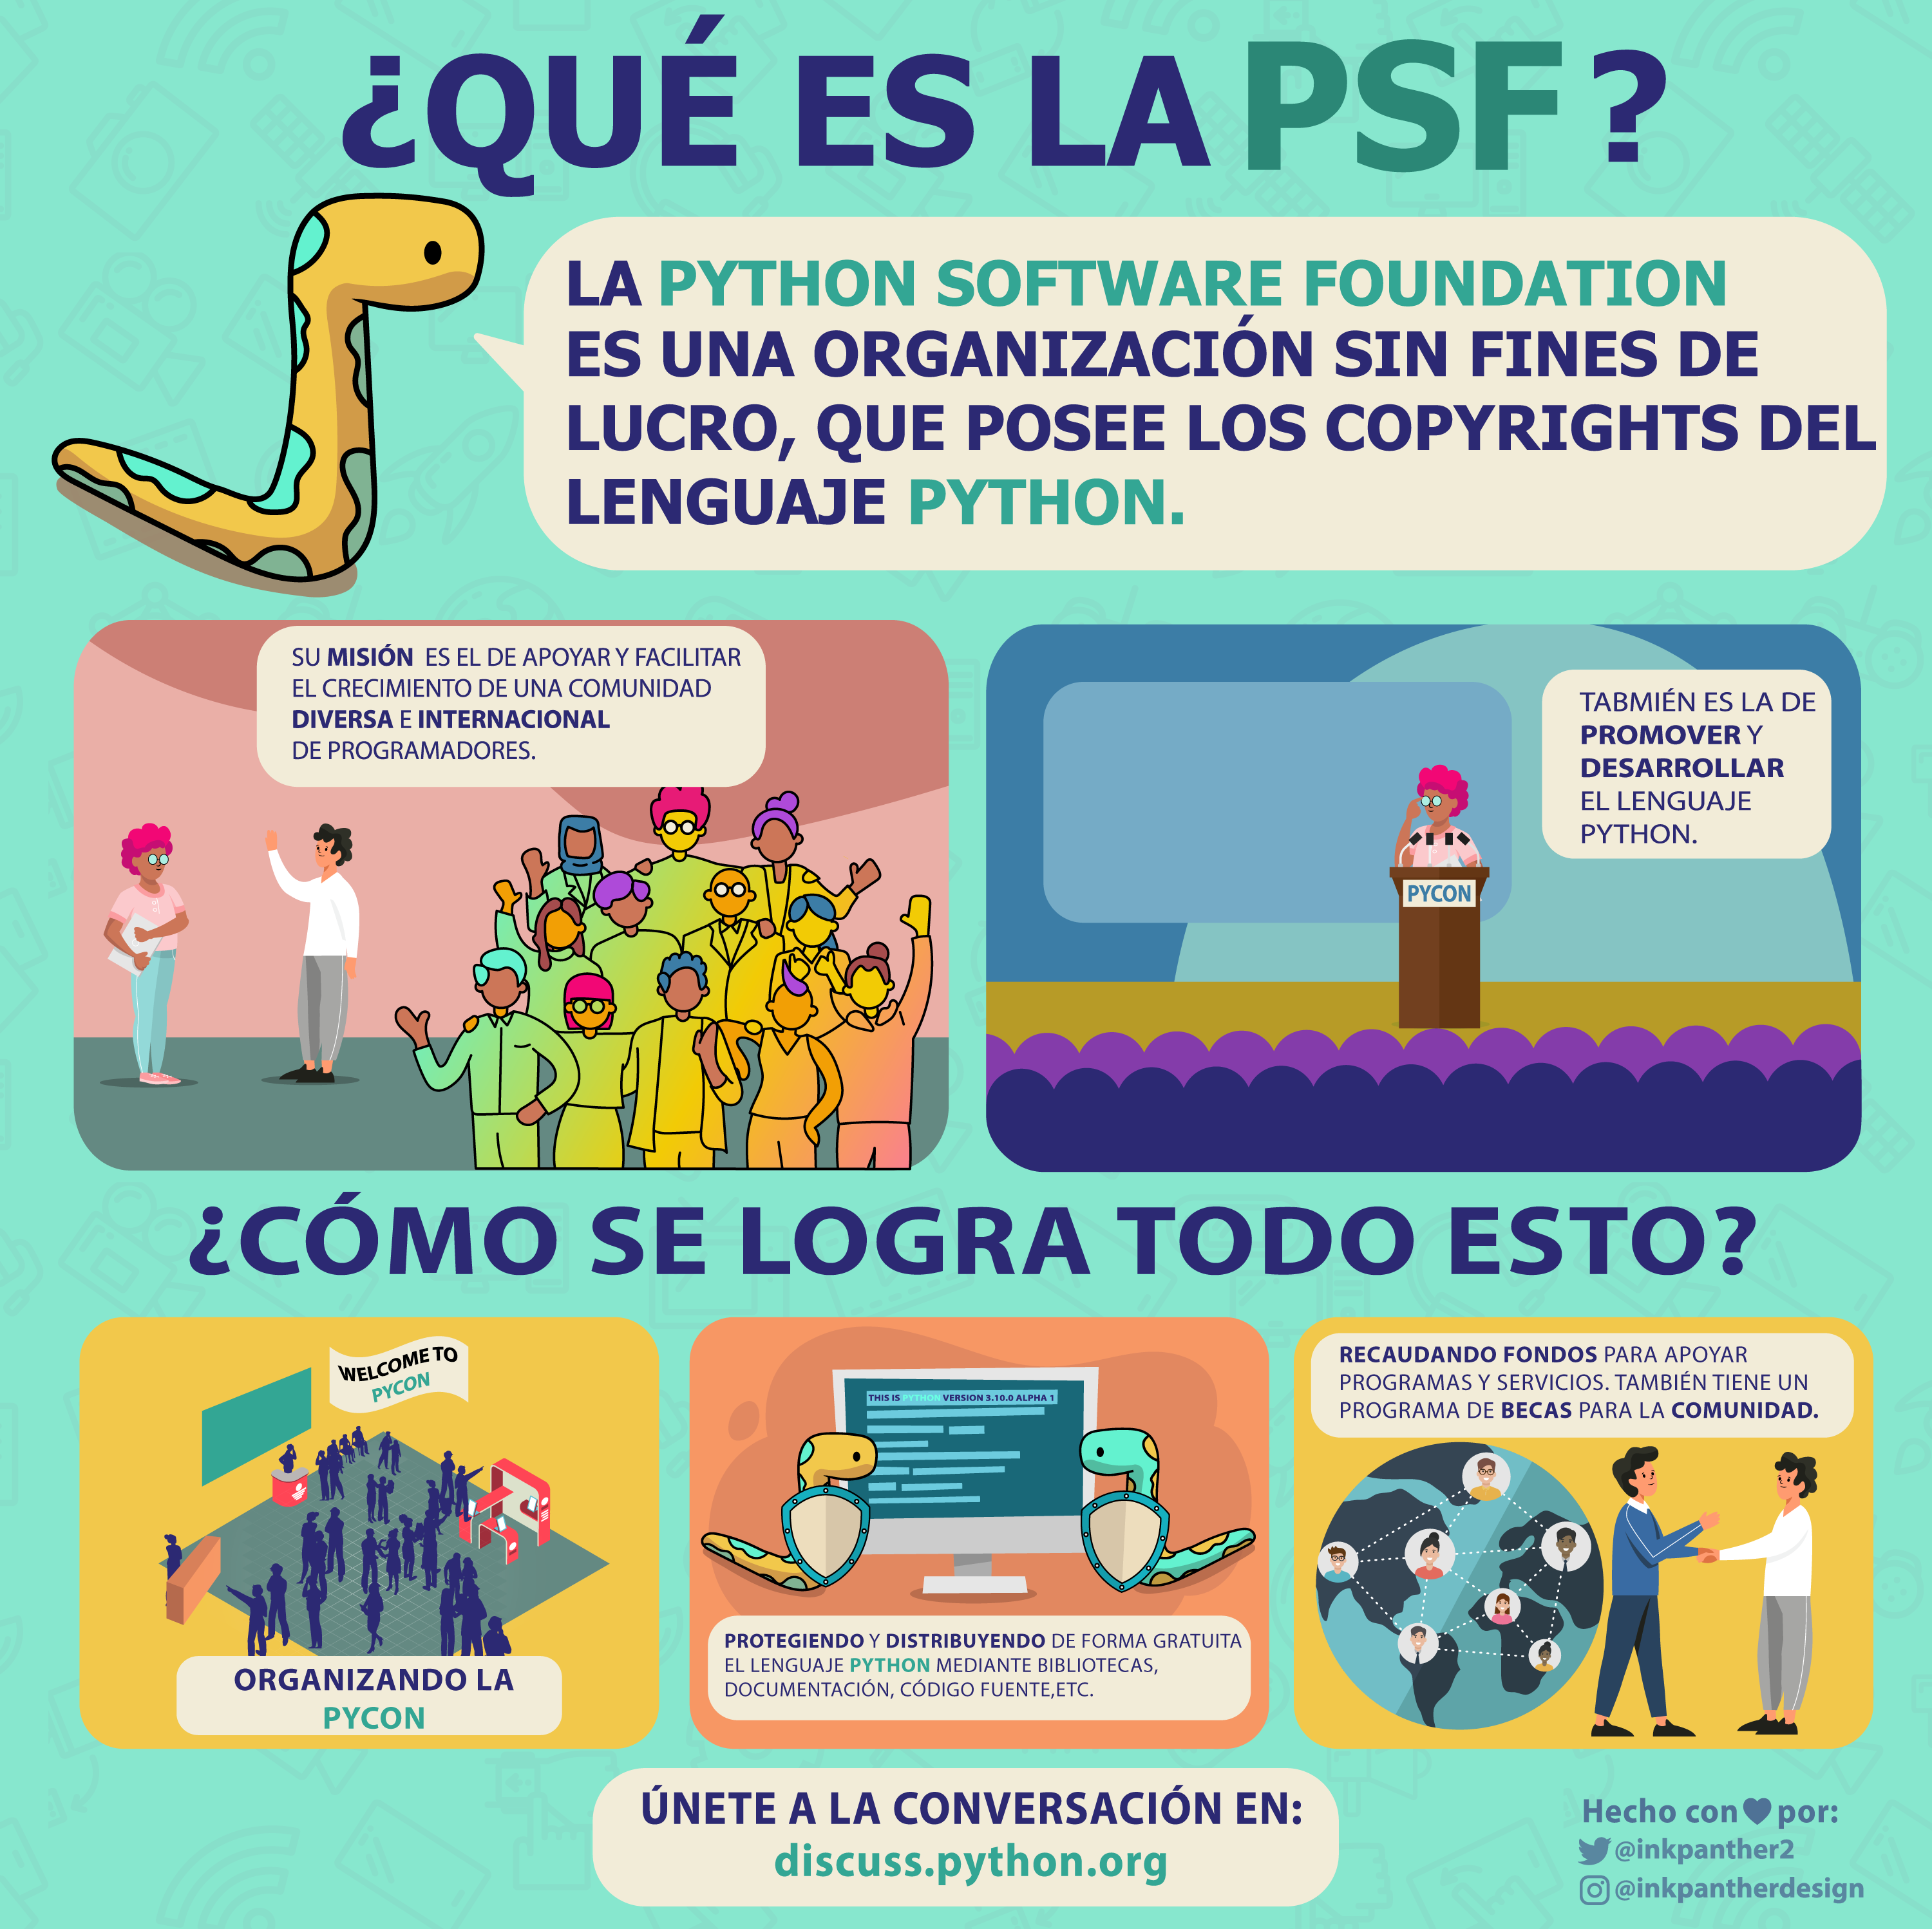 ¿QUÉ ES LA PSF?
LA PYTHON SOFTWARE FOUNDATION
ES UNA ORGANIZACIÓN SIN FINES DE
LUCRO, QUE POSEE LOS COPYRIGHTS DEL
LENGUAJE PYTHON.
SU MISIÓN ES EL DE APOYAR Y FACILITAR
EL CRECIMIENTO DE UNA COMUNIDAD
DIVERSA E INTERNACIONAL
DE PROGRAMADORES.
TABMIÉN ES LA DE
PROMOVER Y
DESARROLLAR
EL LENGUAJE
PYTHON.
PYCON
¿CÓMO SE LOGRA TODO ESTO?
WELCOME TO
PYCON
ORGANIZANDO LA
PYCON
THIS IS PYTHON VERSION 3.10.0 ALPHA 1
PROTEGIENDO Y DISTRIBUYENDO DE FORMA GRATUITA
EL LENGUAJE PYTHON MEDIANTE BIBLIOTECAS,
DOCUMENTACIÓN, CÓDIGO FUENTE,ETC.
RECAUDANDO FONDOS PARA APOYAR
PROGRAMAS Y SERVICIOS. TAMBIÉN TIENE UN
PROGRAMA DE BECAS PARA LA COMUNIDAD.
ÚNETE A LA CONVERSACIÓN EN:
discuss.python.org
Hecho con por:
@inkpanther2
@inkpantherdesign